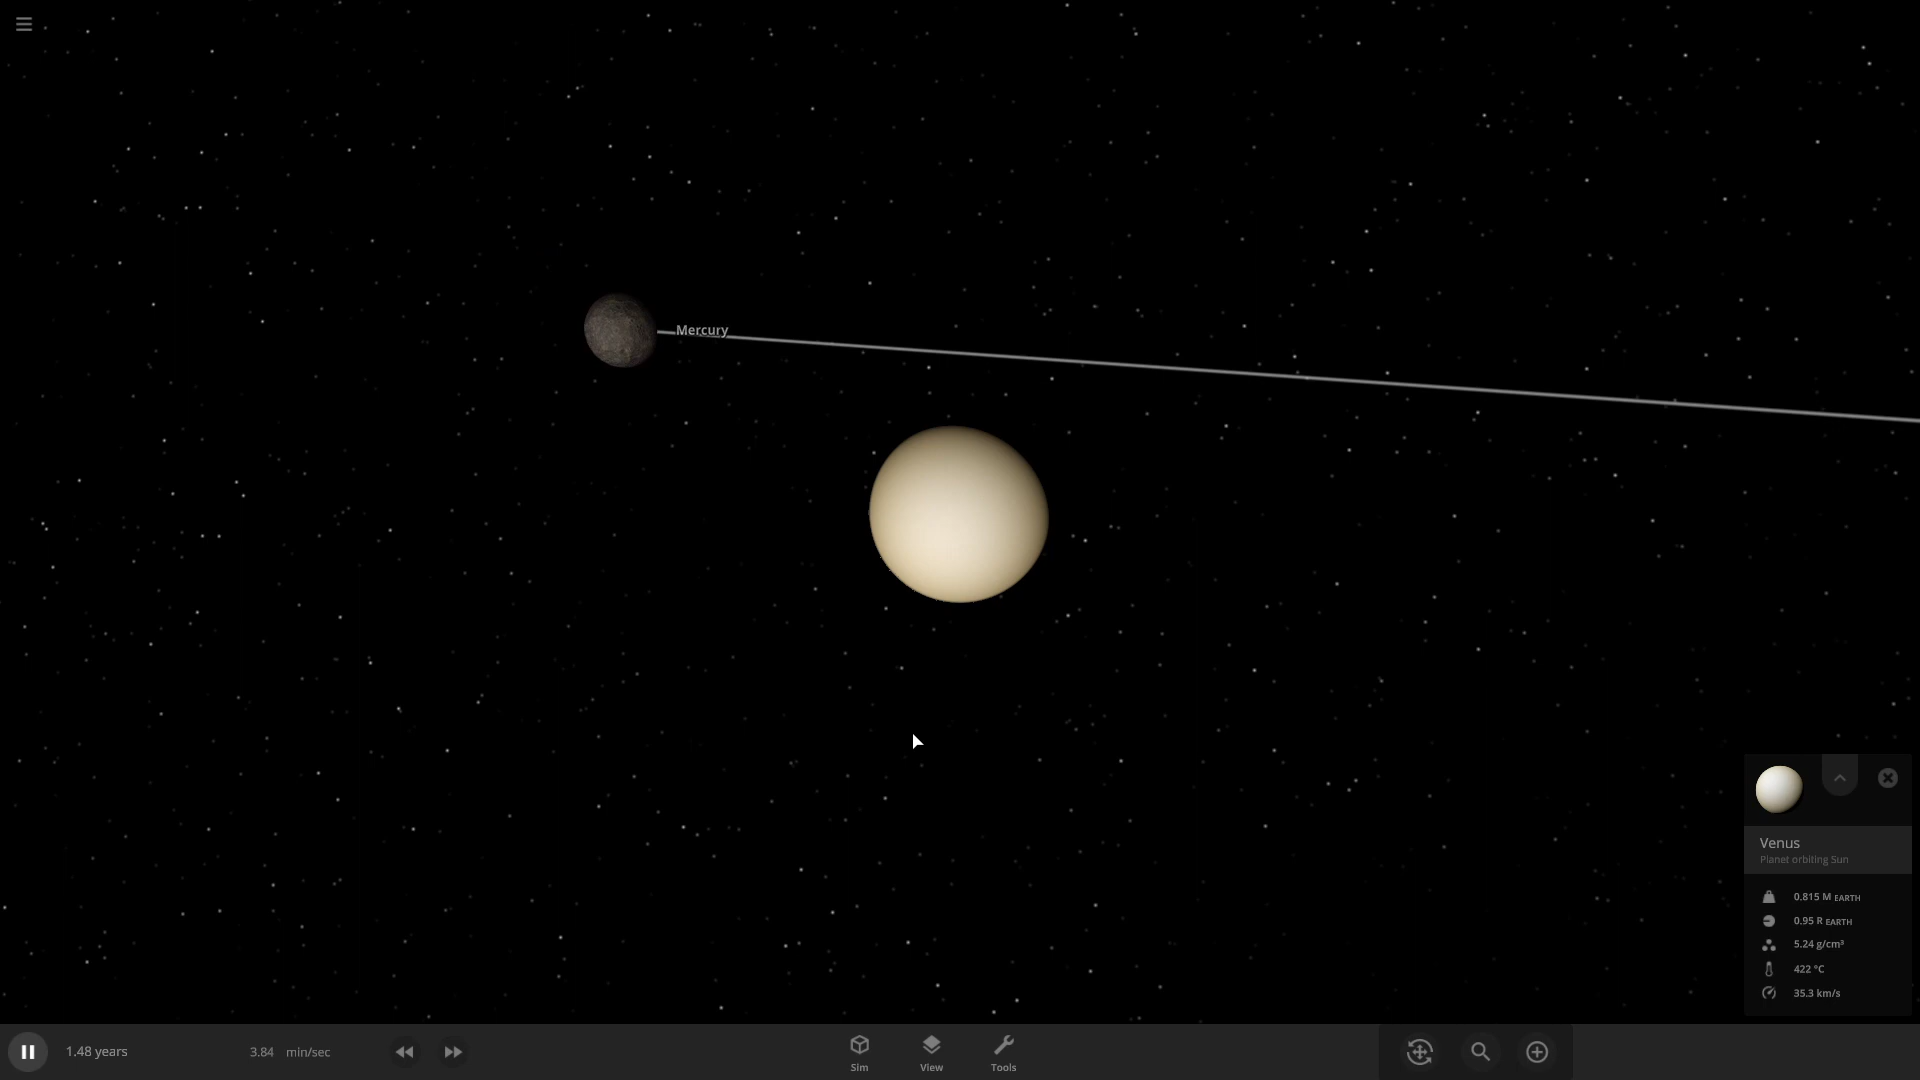 Mercury
Venus
Planet orbiting Sun
0.815 M EARTH
0.95 R EARTH
5.24 g/cm³
422 °C
35.3 km/s
1.48 years
3.84 min/sec
Sim
View
Tools